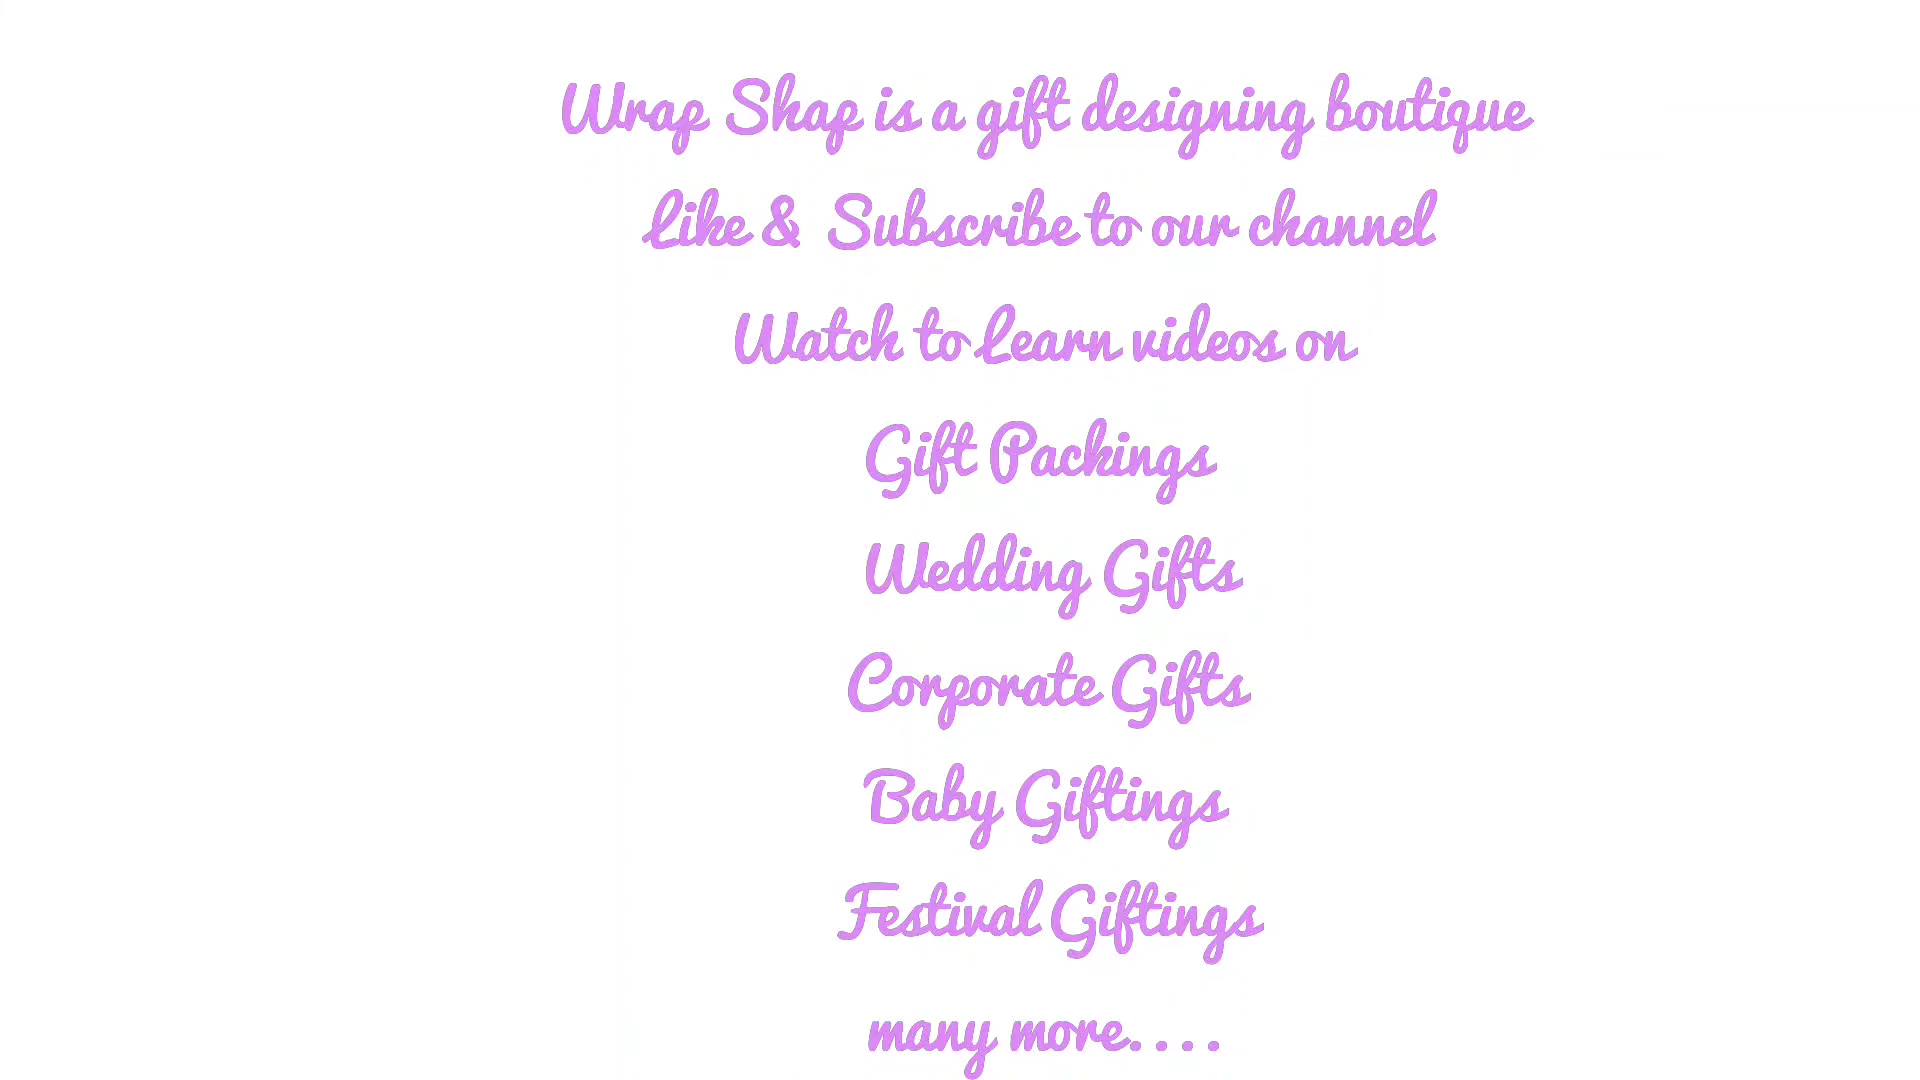 Wrap Shap is a gift designing boutique
Like & Subscribe to our channel
Watch to Learn videos on
Gift Packings
Wedding Gifts
Corporate Gifts
Baby Giftings
Festival Giftings
many more....